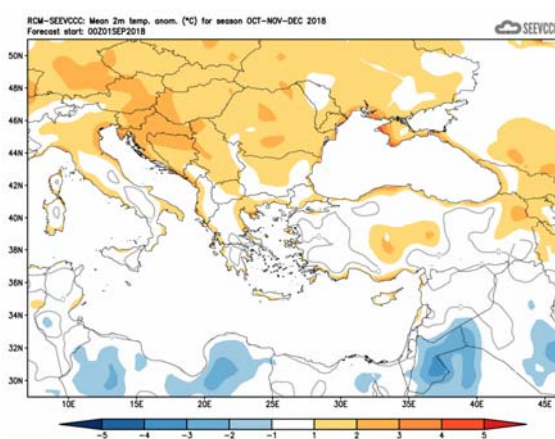 RCM-SEEVCCC: Mean 2m temp. anom. (°C) for season OCT-NOV-DEC 2018
Forecast start: 00Z01SEP2018
SEEVCCC
50N
48N
46N
44N
42N
40N
38N
36N
34N
32N
30N
10E 15E 20E 25E 30E 35E 40E 45E
-5 -4 -3 -2 -1 1 2 3 4 5